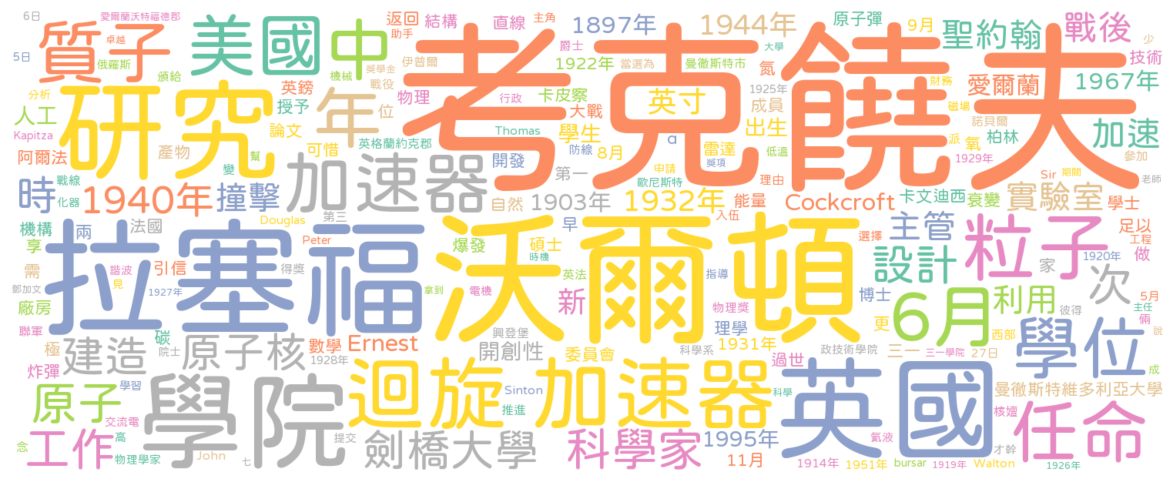 6日
愛爾蘭沃特福德郡
主角
爵士
大學
少
卓越
助手
返回
結構
直線
1897年
1944年
原子彈
9月
聖約翰
戰後
質子
美國
中
考克饒夫
5日
俄羅斯
頒給
機械
獎學金
伊普爾
1922年
當選為
曼徹斯特市
技術
分析
英鎊
戰役
氮
財務
愛爾蘭
1967年
研究
年
英寸
1925年
磁場
諾貝爾
人工
授予
位
物理
行政
卡皮察
大戰
成員
Kapitza
論文
英格蘭約克郡
Thomas
學生
出生
派
氧
柏林
加速
阿爾法
產物
可惜
防線
8月
雷達
a
低溫
1929年
參加
變
幫
開發
第一
歐尼斯特
申請
獎項
理由
Sir
期間
老師
時
戰線
化器
1940年
撞擊
加速器
自然
1903年
1932年
能量
Cockcroft
卡文迪西
衰變
實驗室
學士
機構
法國
Douglas
第三
早
入伍
兩
Peter
爆發
碩士
選擇
主管
足以
工程
享
拉塞福
沃爾頓
粒子
需
引信
諧波
得獎
英法
時機
指導
博士
設計
家
1920年
做
鄭加文
1927年
兒
電機
新
拿到
物理獎
更
6月
利用
次
彼得
5月
主任
廠房
聯軍
碳
理學
倆
說
極
院士
數學
Ernest
興登堡
1931年
西部
學位
建造
原子核
1928年
開創性
委員會
科學系
過世
政技術學院
三一
三一學院
27日
成
炸彈
學習
Sinton
科學
曼徹斯特維多利亞大學
原子
學院
迴旋加速器
英國
交流電
推進
核嬗
任命
念
工作
高
提交
劍橋大學
科學家
1995年
才幹
物理學家
John
七
氦液
11月
1914年
1951年
bursar
1919年
Walton
1926年